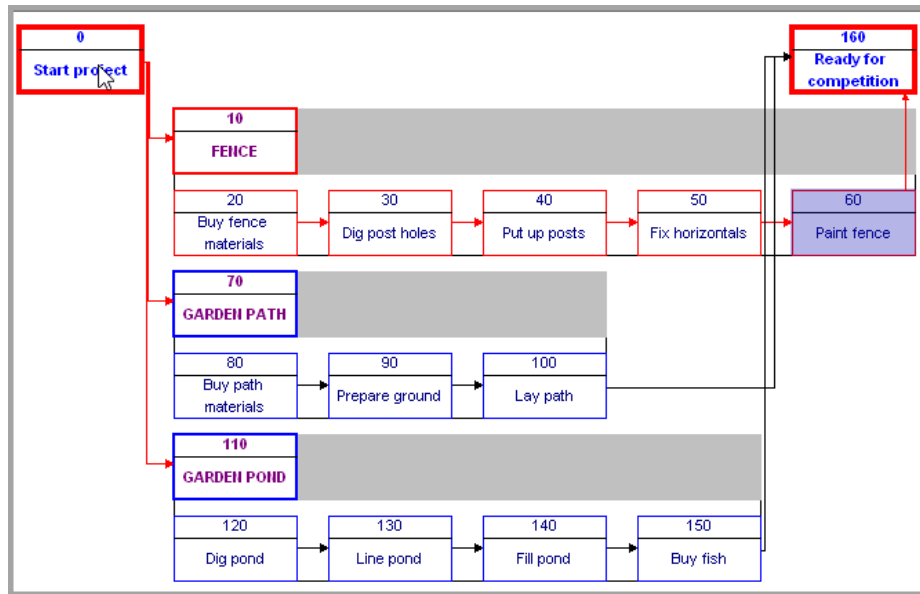 0
Start project
160
Ready for
competition
10
FENCE
20
Buy fence
materials
30
Dig post holes
40
Put up posts
50
Fix horizontals
60
Paint fence
70
GARDEN PATH
80
Buy path
materials
90
Prepare ground
100
Lay path
110
GARDEN POND
120
Dig pond
130
Line pond
140
Fill pond
150
Buy fish